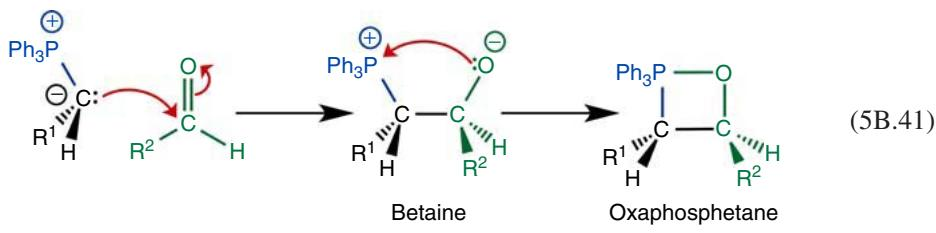 ⊕ ⊕ ⊖
Ph₃P O Ph₃P :O Ph₃P O
⊖ C: C C C C C (5B.41)
R¹ H R² H R¹ H R² H R¹ H R² H
Betaine Oxaphosphetane